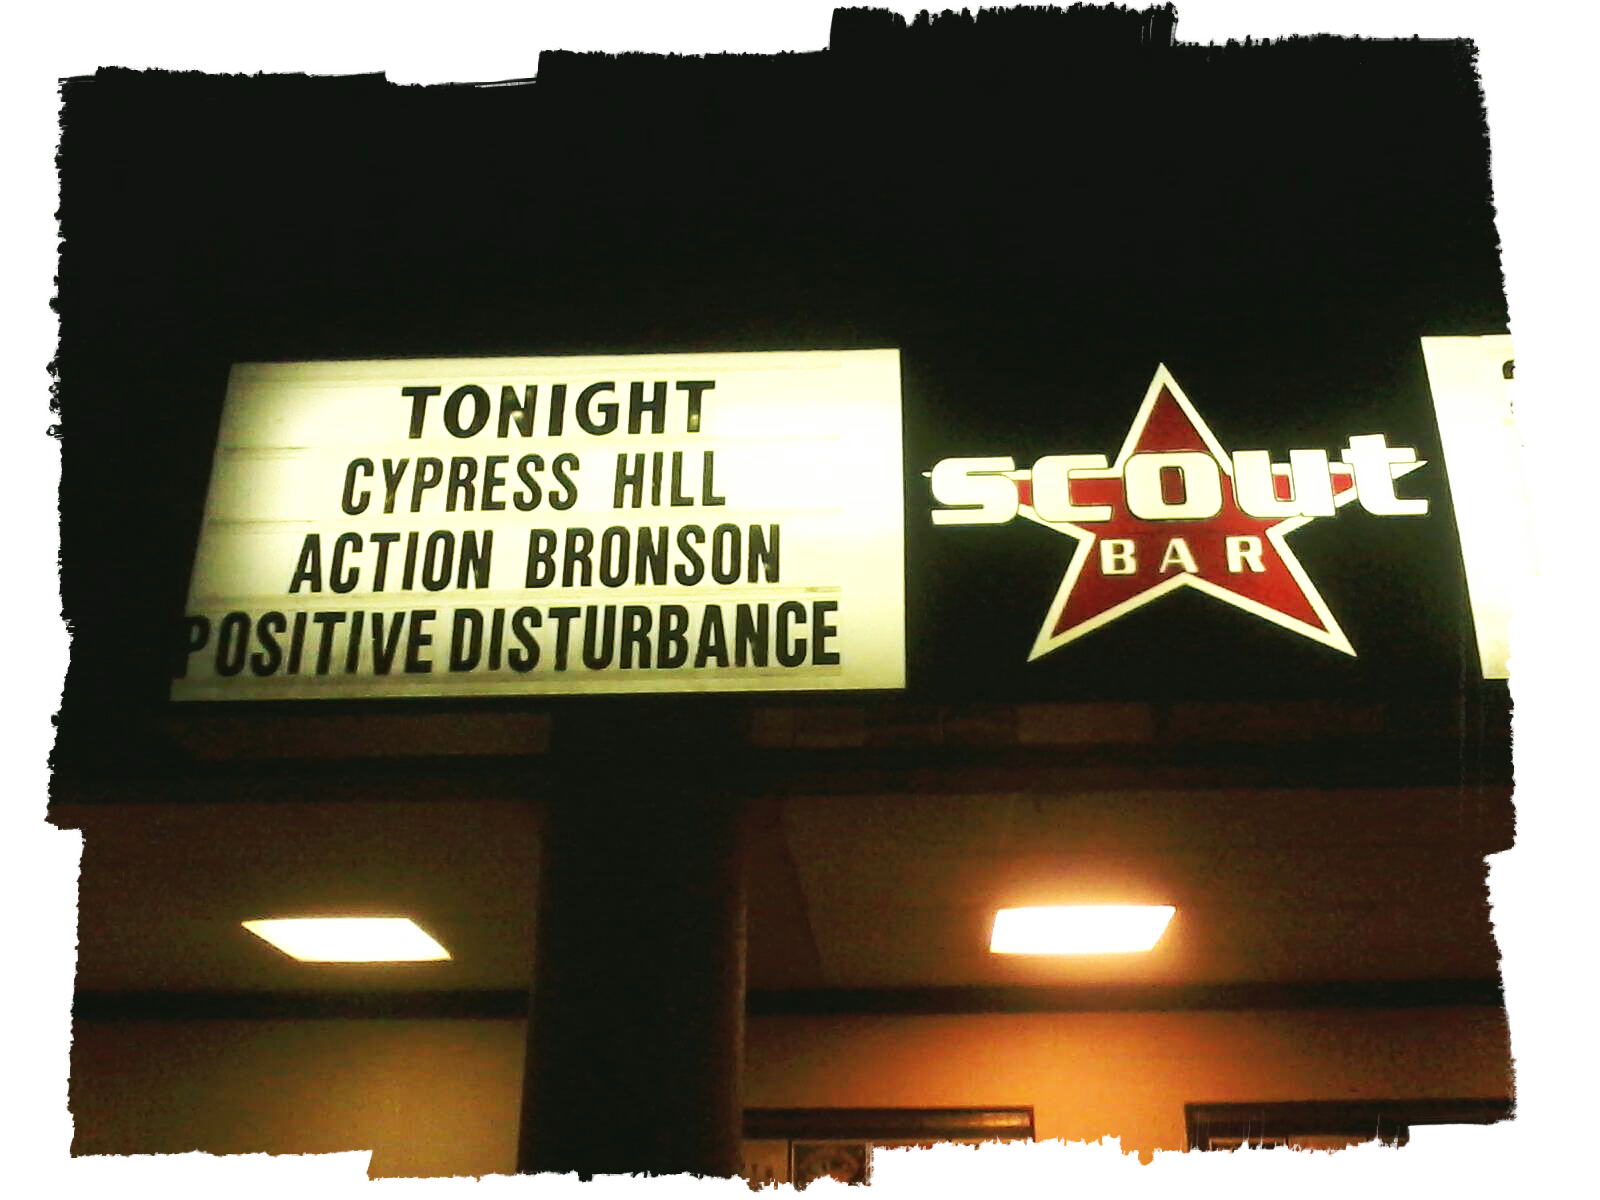 TONIGHT
CYPRESS HILL
ACTION BRONSON
POSITIVE DISTURBANCE
scout
BAR